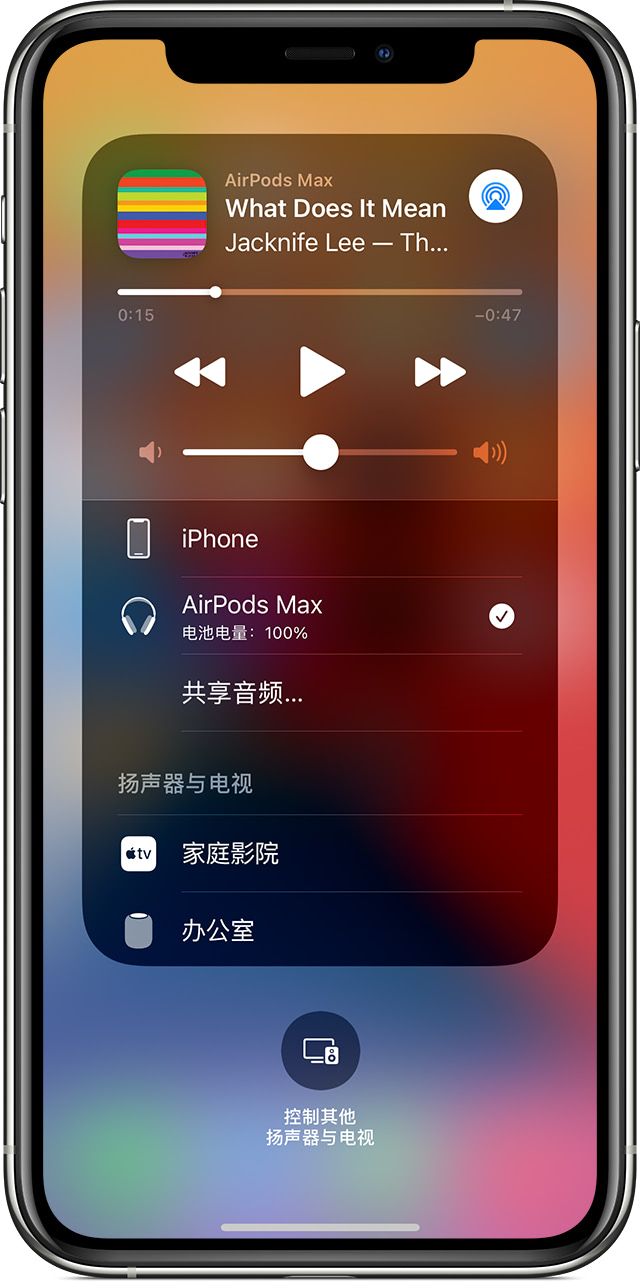 AirPods Max
What Does It Mean
Jacknife Lee — Th...
0:15
−0:47
iPhone
AirPods Max
电池电量：100%
共享音频...
扬声器与电视
tv
家庭影院
办公室
控制其他
扬声器与电视